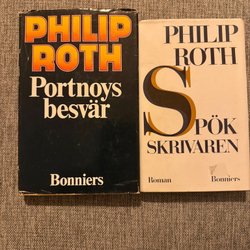 PHILIP
ROTH
Portnoys
besvär
Bonniers
PHILIP
ROTH
SPÖK
SKRIVAREN
Roman Bonniers